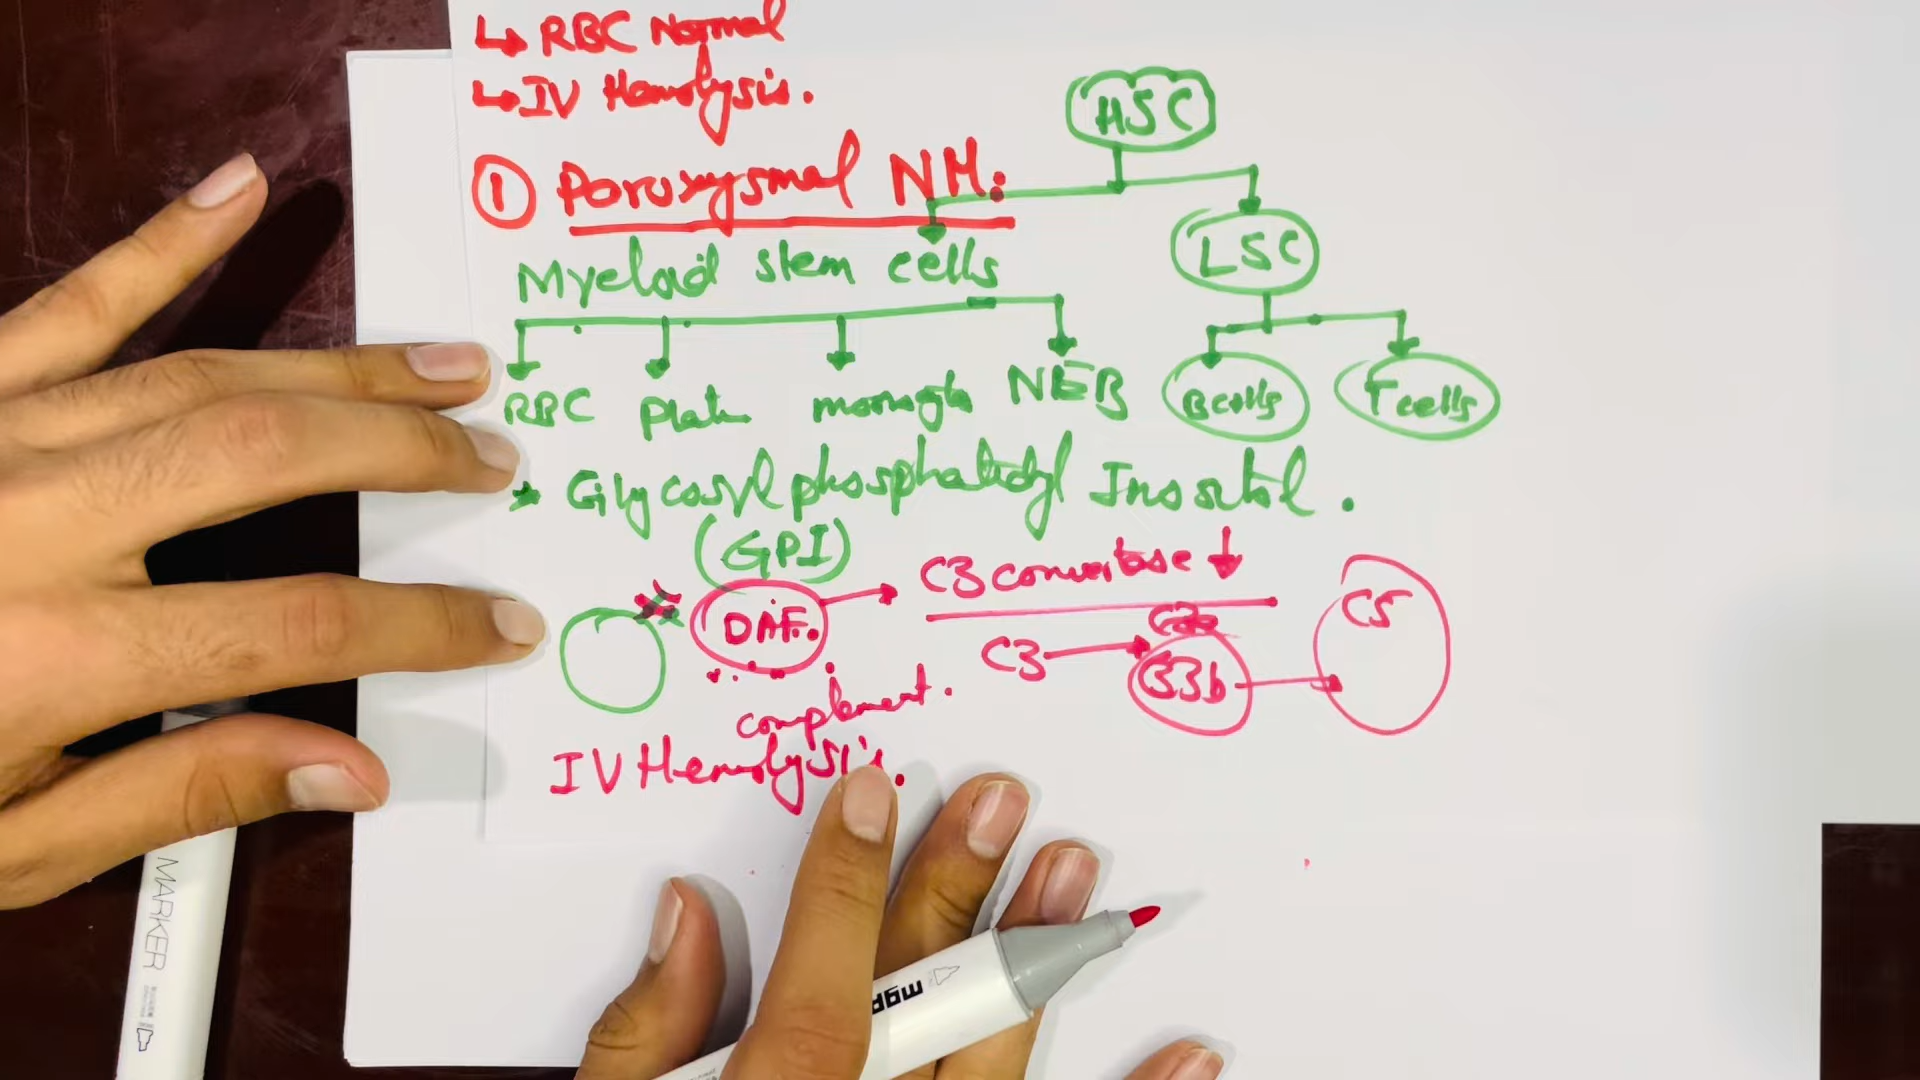 ↳ RBC Normal
↳ IV Hemolysis.
HSC
① Paroxysmal NH:
LSC
Myeloid stem cells
RBC Plate monocyte NEB B cells T cells
* Glycosyl phosphatidyl Inositol.
(GPI)
DAF. → C3 convertase ↓
C3 → C3b → C5
complement.
IV Hemolysis.
MARKER
mgp